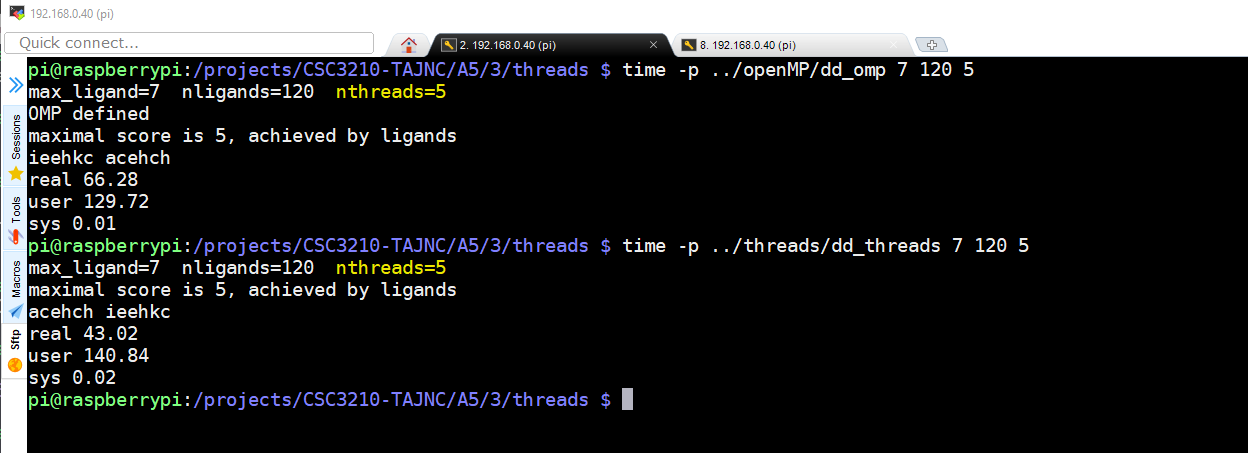 192.168.0.40 (pi)
Quick connect...
2. 192.168.0.40 (pi)
8. 192.168.0.40 (pi)
Sessions
Tools
Macros
Sftp
pi@raspberrypi:/projects/CSC3210-TAJNC/A5/3/threads $ time -p ../openMP/dd_omp 7 120 5
max_ligand=7  nligands=120  nthreads=5
OMP defined
maximal score is 5, achieved by ligands
ieehkc acehch
real 66.28
user 129.72
sys 0.01
pi@raspberrypi:/projects/CSC3210-TAJNC/A5/3/threads $ time -p ../threads/dd_threads 7 120 5
max_ligand=7  nligands=120  nthreads=5
maximal score is 5, achieved by ligands
acehch ieehkc
real 43.02
user 140.84
sys 0.02
pi@raspberrypi:/projects/CSC3210-TAJNC/A5/3/threads $